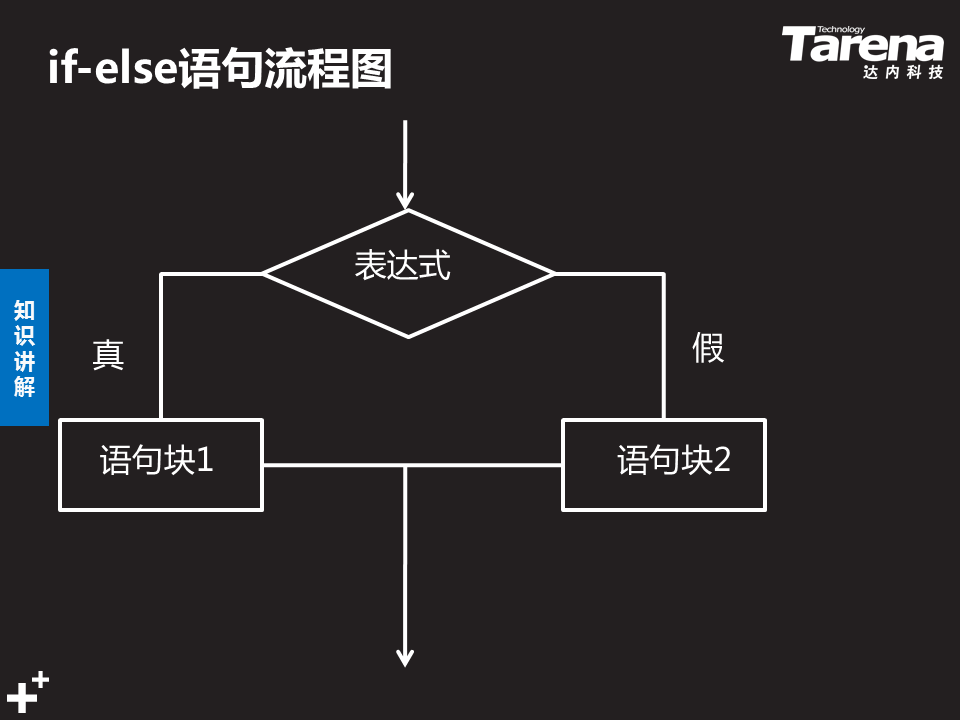 if-else语句流程图
Technology
Tarena
达内科技
表达式
知识讲解
真
假
语句块1
语句块2